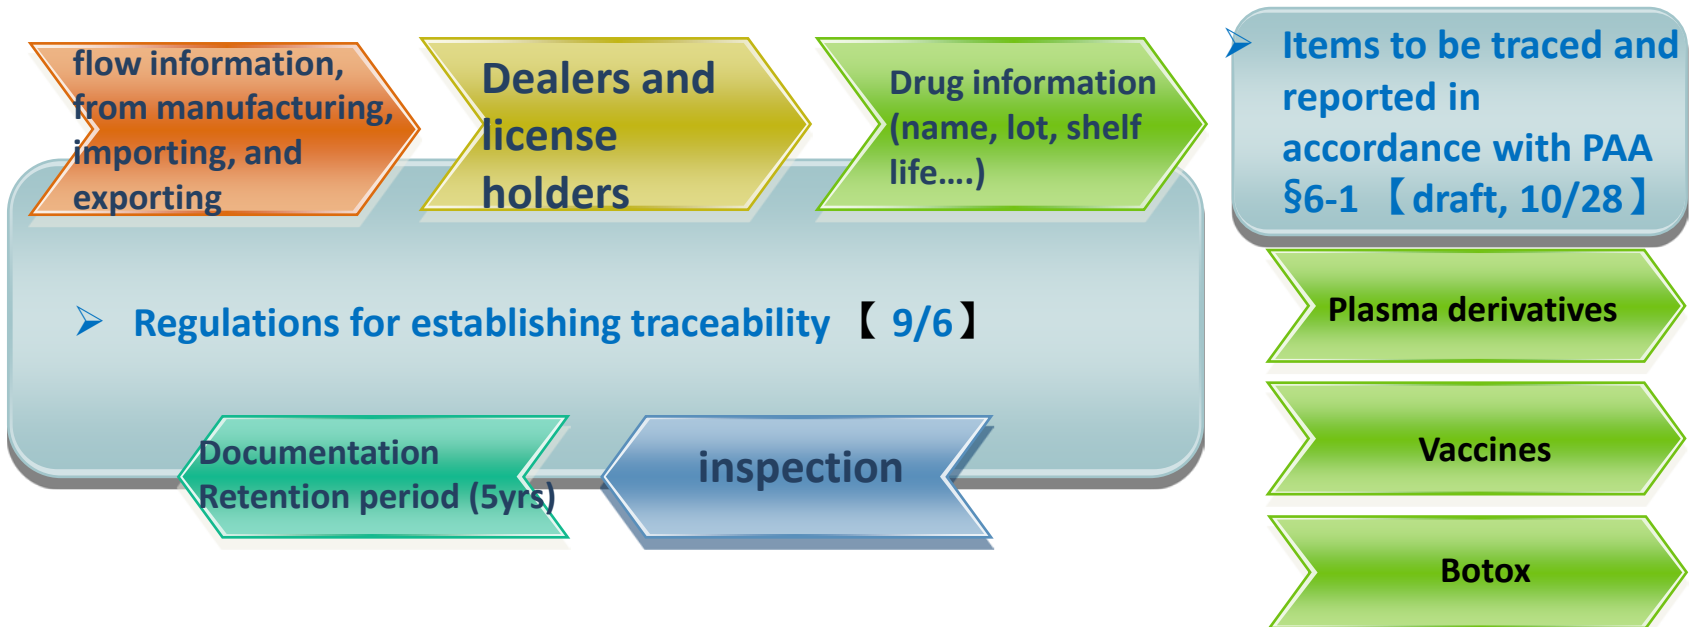 flow information,
from manufacturing,
importing, and
exporting
Dealers and
license
holders
Drug information
(name, lot, shelf
life....)
➢ Regulations for establishing traceability 【 9/6】
Documentation
Retention period (5yrs)
inspection
➢ Items to be traced and
reported in
accordance with PAA
§6-1 【 draft, 10/28】
Plasma derivatives
Vaccines
Botox